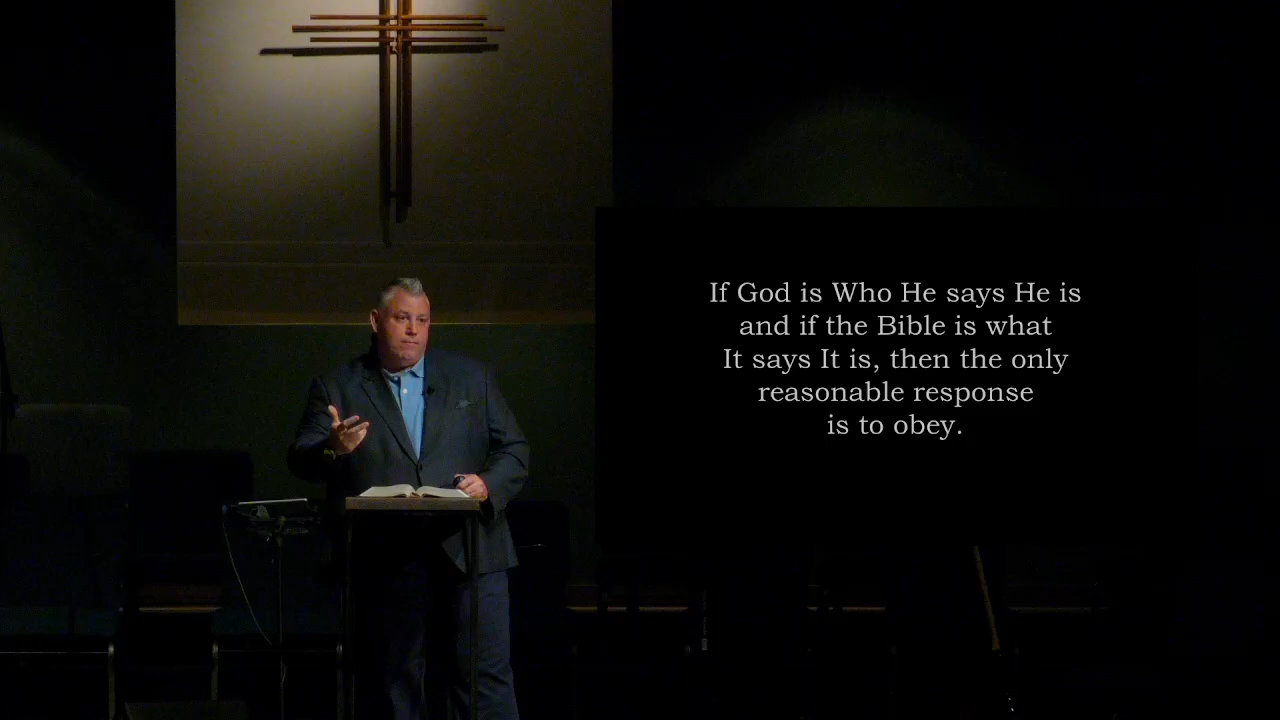 If God is Who He says He is
and if the Bible is what
It says It is, then the only
reasonable response
is to obey.